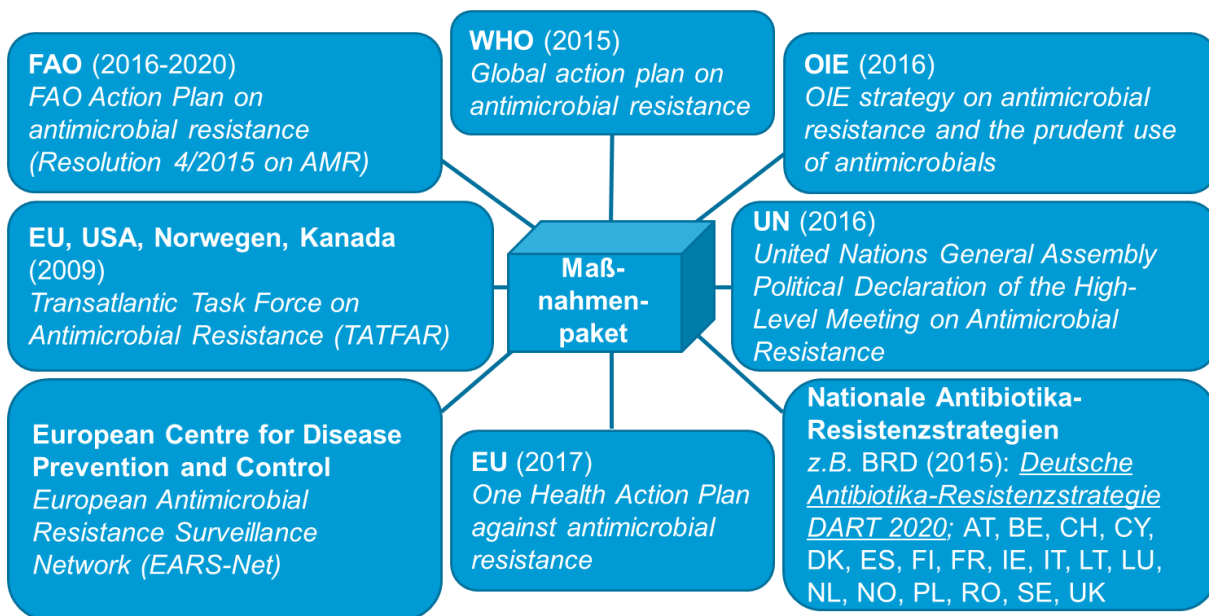 FAO (2016-2020)
FAO Action Plan on
antimicrobial resistance
(Resolution 4/2015 on AMR)
WHO (2015)
Global action plan on
antimicrobial resistance
OIE (2016)
OIE strategy on antimicrobial
resistance and the prudent use
of antimicrobials
EU, USA, Norwegen, Kanada
(2009)
Transatlantic Task Force on
Antimicrobial Resistance (TATFAR)
Maß-
nahmen-
paket
UN (2016)
United Nations General Assembly
Political Declaration of the High-
Level Meeting on Antimicrobial
Resistance
European Centre for Disease
Prevention and Control
European Antimicrobial
Resistance Surveillance
Network (EARS-Net)
EU (2017)
One Health Action Plan
against antimicrobial
resistance
Nationale Antibiotika-
Resistenzstrategien
z.B. BRD (2015): Deutsche
Antibiotika-Resistenzstrategie
DART 2020; AT, BE, CH, CY,
DK, ES, FI, FR, IE, IT, LT, LU,
NL, NO, PL, RO, SE, UK